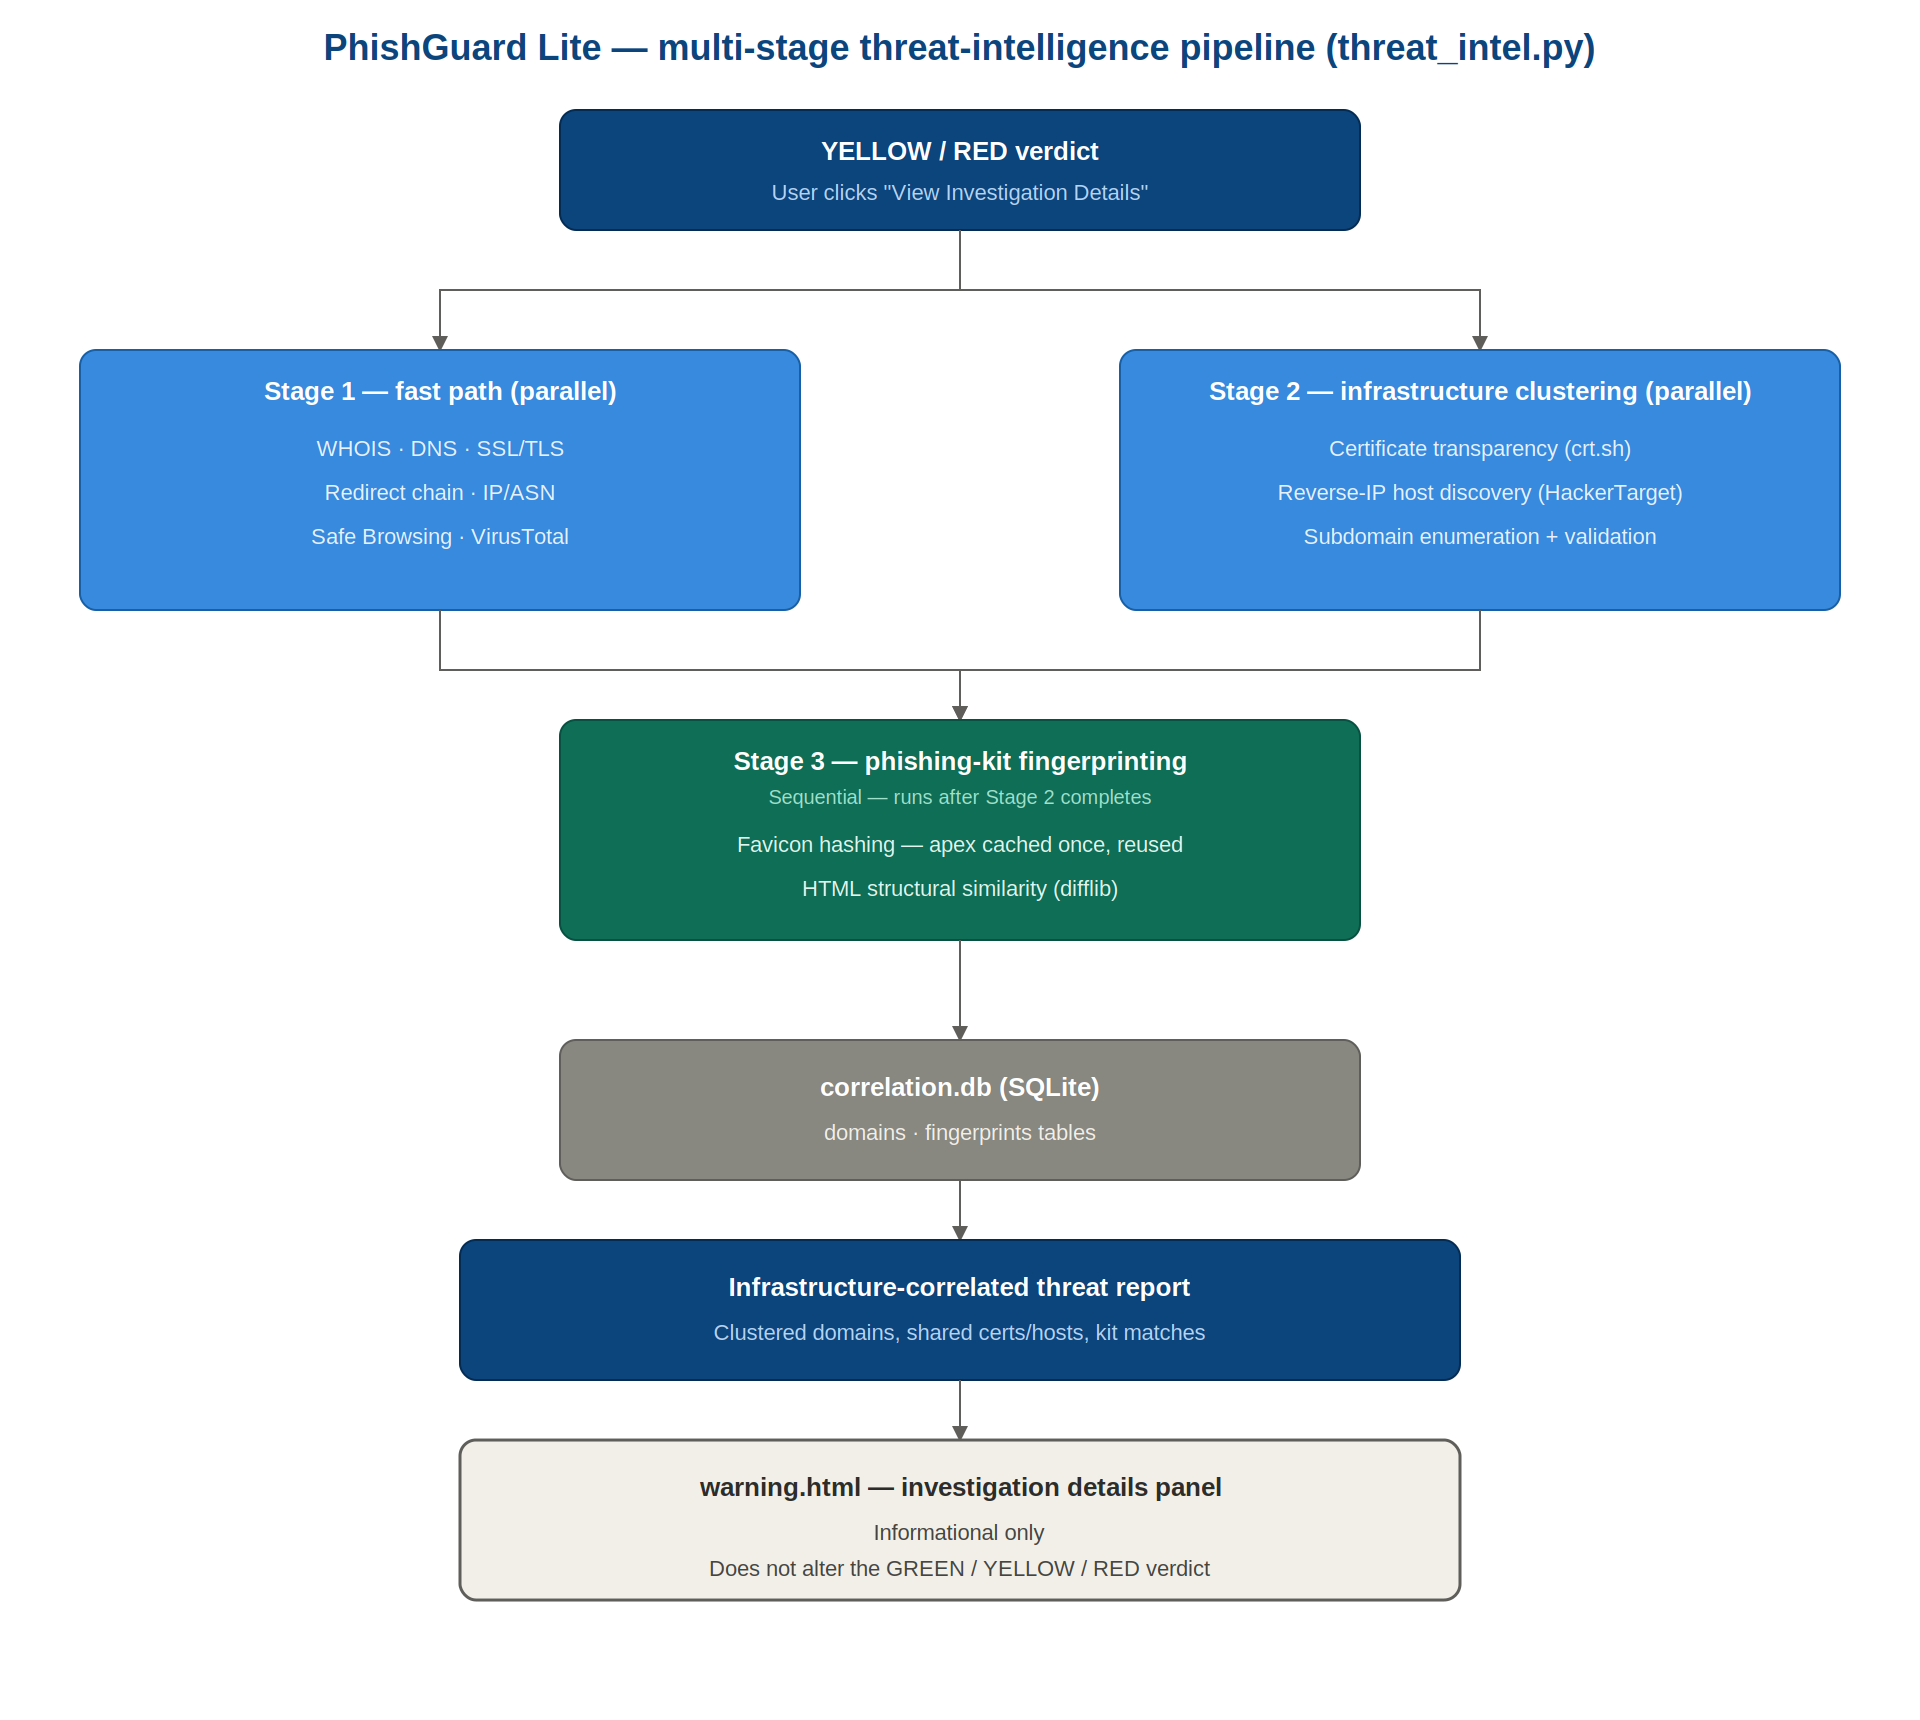 PhishGuard Lite — multi-stage threat-intelligence pipeline (threat_intel.py)
YELLOW / RED verdict
User clicks "View Investigation Details"
Stage 1 — fast path (parallel)
WHOIS · DNS · SSL/TLS
Redirect chain · IP/ASN
Safe Browsing · VirusTotal
Stage 2 — infrastructure clustering (parallel)
Certificate transparency (crt.sh)
Reverse-IP host discovery (HackerTarget)
Subdomain enumeration + validation
Stage 3 — phishing-kit fingerprinting
Sequential — runs after Stage 2 completes
Favicon hashing — apex cached once, reused
HTML structural similarity (difflib)
correlation.db (SQLite)
domains · fingerprints tables
Infrastructure-correlated threat report
Clustered domains, shared certs/hosts, kit matches
warning.html — investigation details panel
Informational only
Does not alter the GREEN / YELLOW / RED verdict